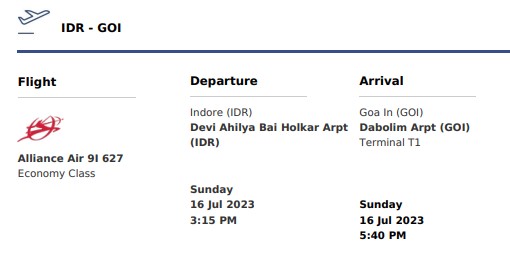 IDR - GOI
Flight
Alliance Air 9I 627
Economy Class
Departure
Indore (IDR)
Devi Ahilya Bai Holkar Arpt
(IDR)
Sunday
16 Jul 2023
3:15 PM
Arrival
Goa In (GOI)
Dabolim Arpt (GOI)
Terminal T1
Sunday
16 Jul 2023
5:40 PM